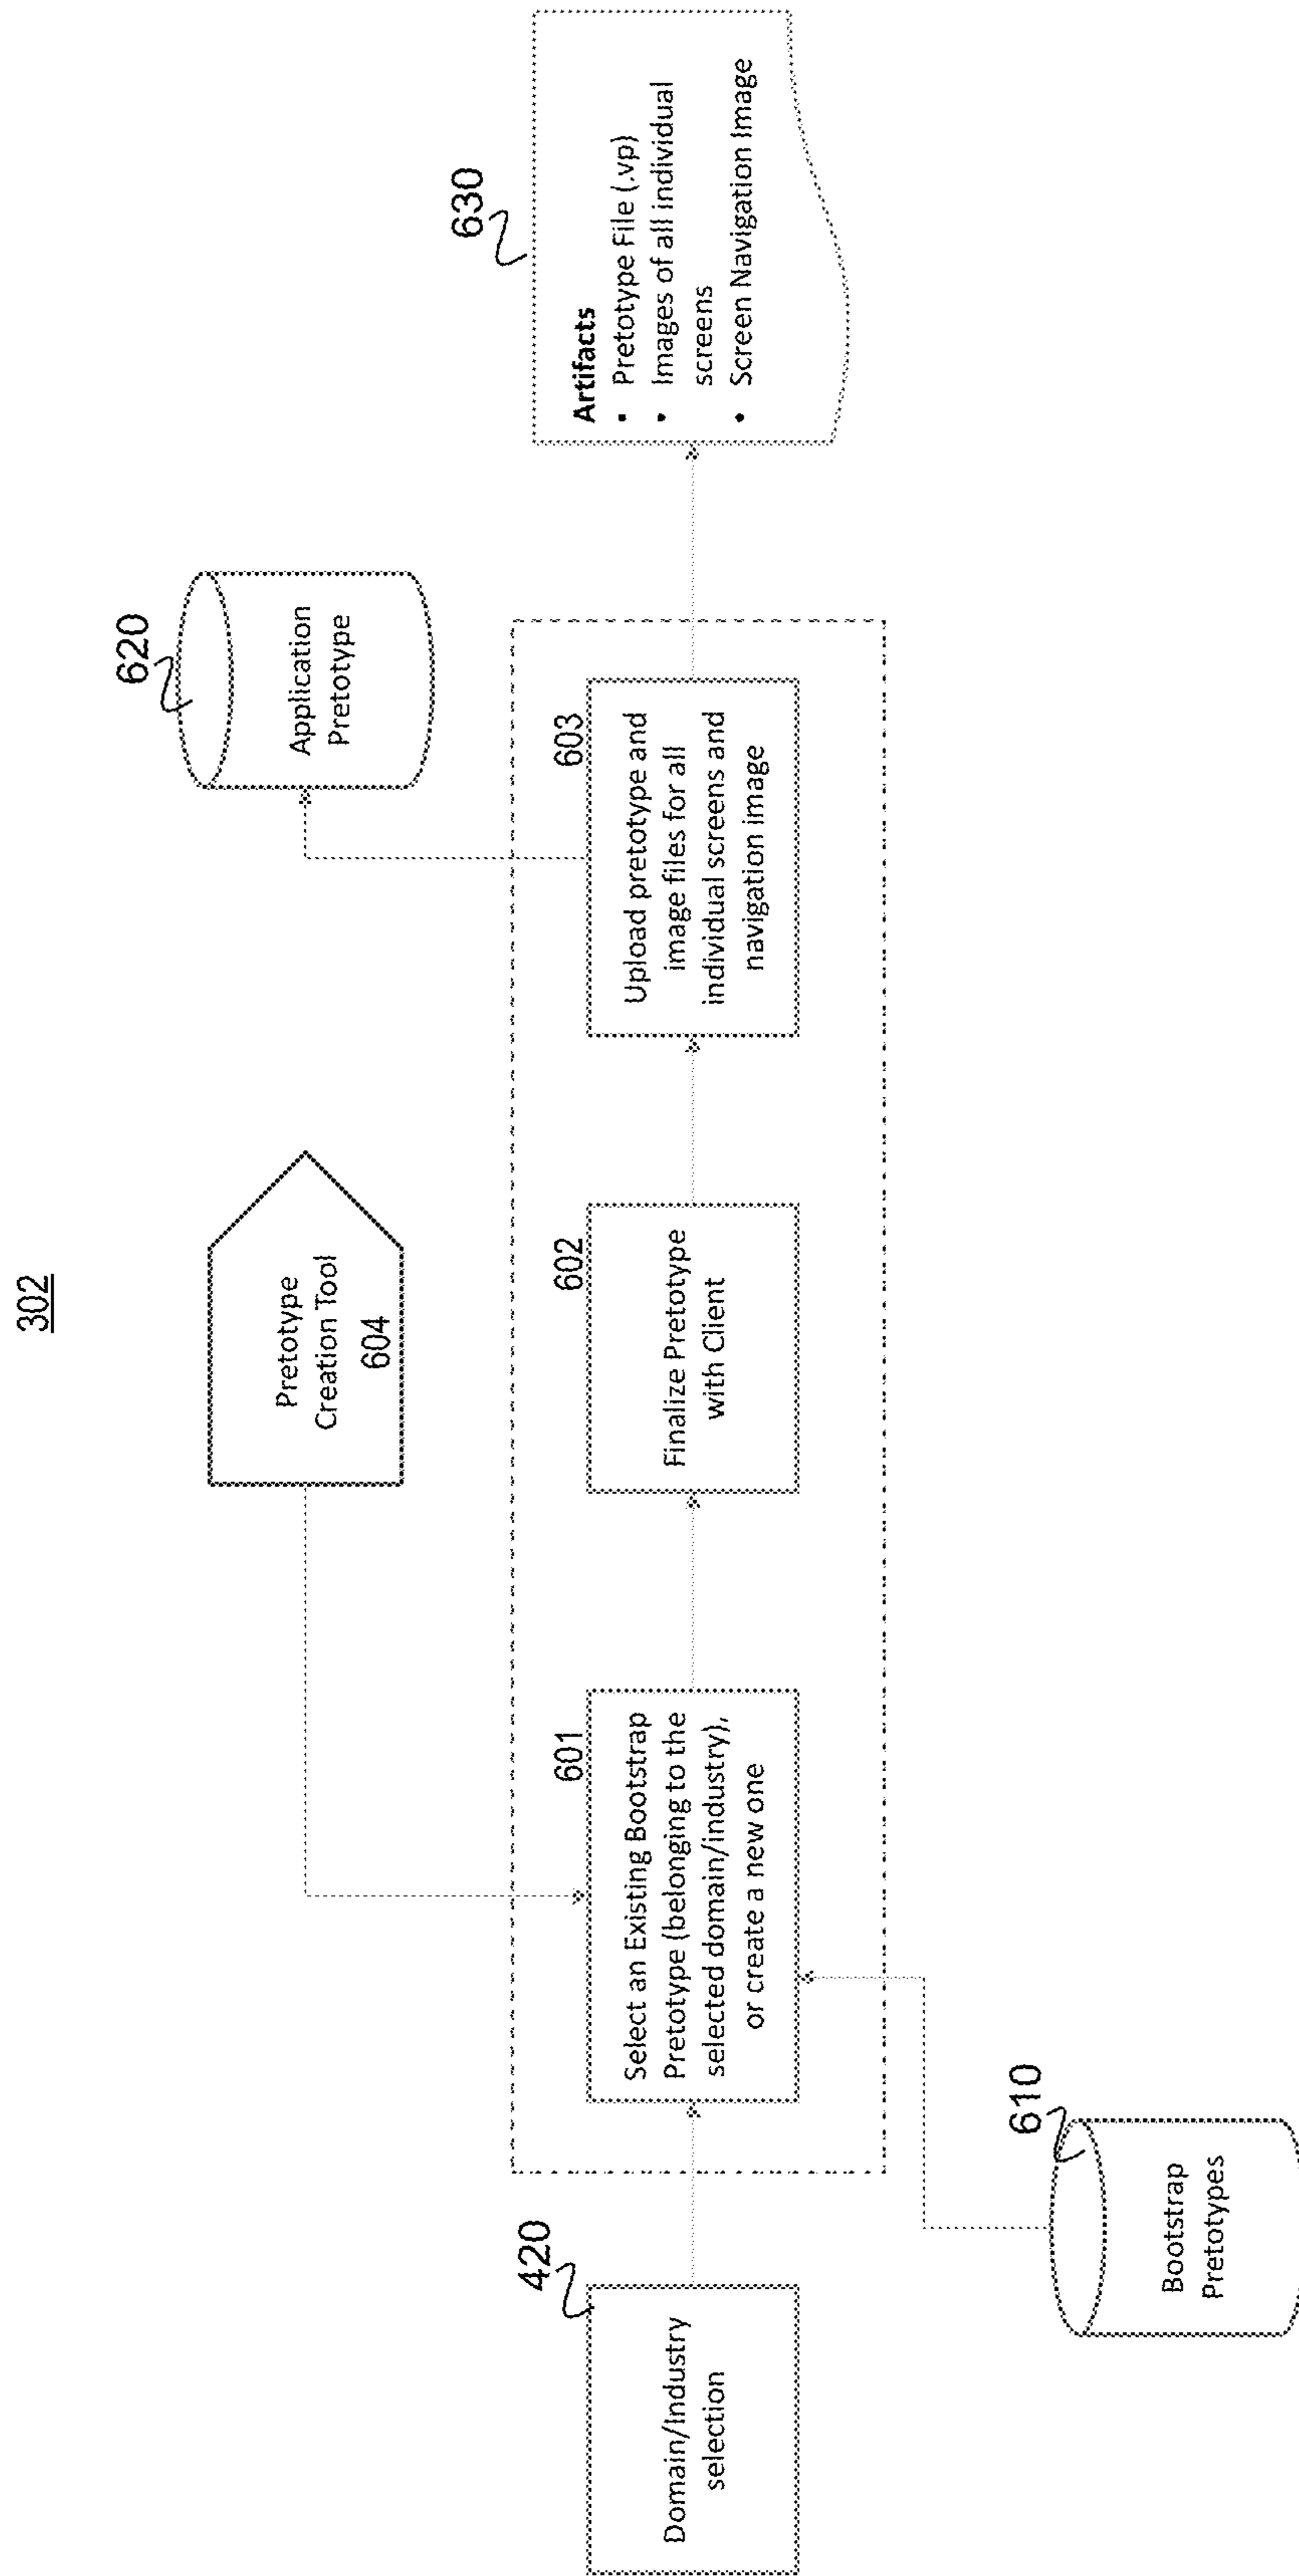 302
Pretotype
Creation Tool
604
620
Application
Pretotype
630
Artifacts
• Pretotype File (.vp)
• Images of all individual
screens
• Screen Navigation Image
420
Domain/Industry
selection
601
Select an Existing Bootstrap
Pretotype (belonging to the
selected domain/industry),
or create a new one
602
Finalize Pretotype
with Client
603
Upload pretotype and
image files for all
individual screens and
navigation image
610
Bootstrap
Pretotypes